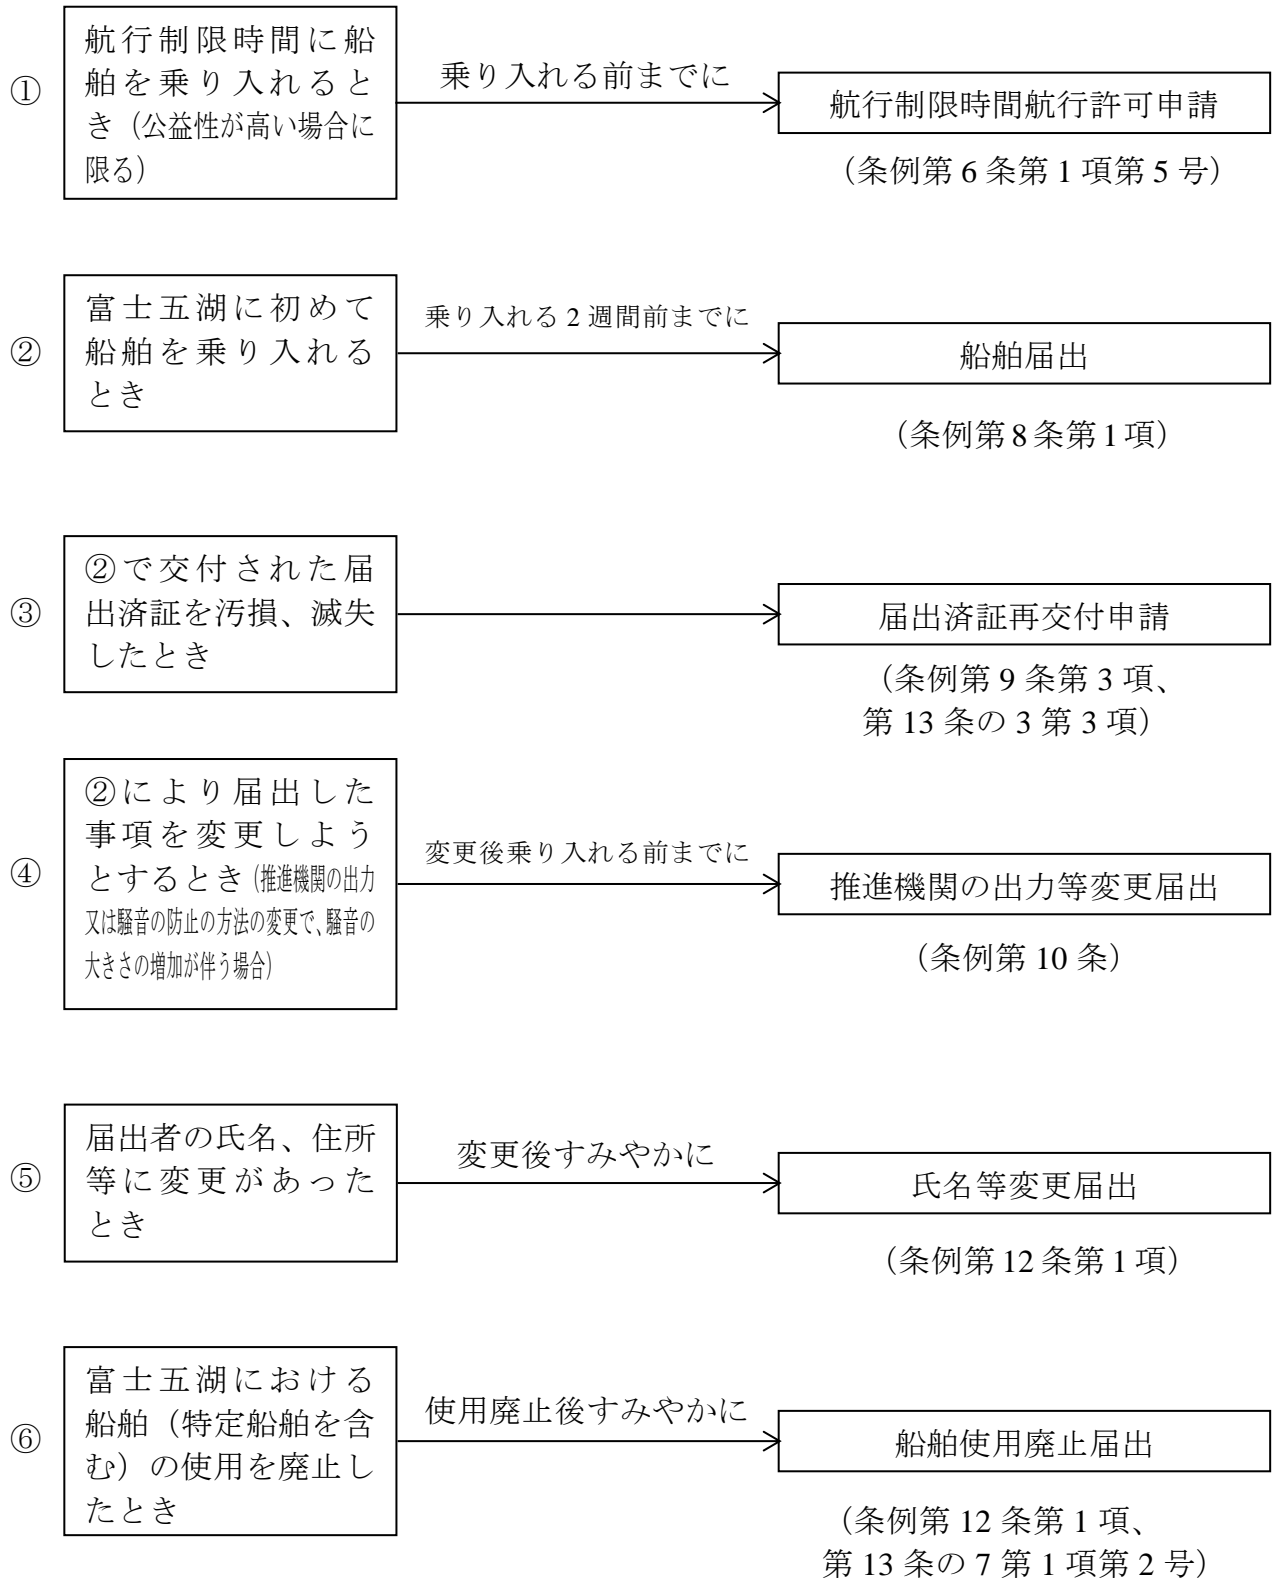 ①
航行制限時間に船
舶を乗り入れると
き（公益性が高い場合に
限る）
乗り入れる前までに
航行制限時間航行許可申請
（条例第 6 条第 1 項第 5 号）
②
富士五湖に初めて
船舶を乗り入れる
とき
乗り入れる 2 週間前までに
船舶届出
（条例第 8 条第 1 項）
③
②で交付された届
出済証を汚損、滅失
したとき
届出済証再交付申請
（条例第 9 条第 3 項、
第 13 条の 3 第 3 項）
④
②により届出した
事項を変更しよう
とするとき（推進機関の出力
又は騒音の防止の方法の変更で、騒音の
大きさの増加が伴う場合）
変更後乗り入れる前までに
推進機関の出力等変更届出
（条例第 10 条）
⑤
届出者の氏名、住所
等に変更があった
とき
変更後すみやかに
氏名等変更届出
（条例第 12 条第 1 項）
⑥
富士五湖における
船舶（特定船舶を含
む）の使用を廃止し
たとき
使用廃止後すみやかに
船舶使用廃止届出
（条例第 12 条第 1 項、
第 13 条の 7 第 1 項第 2 号）